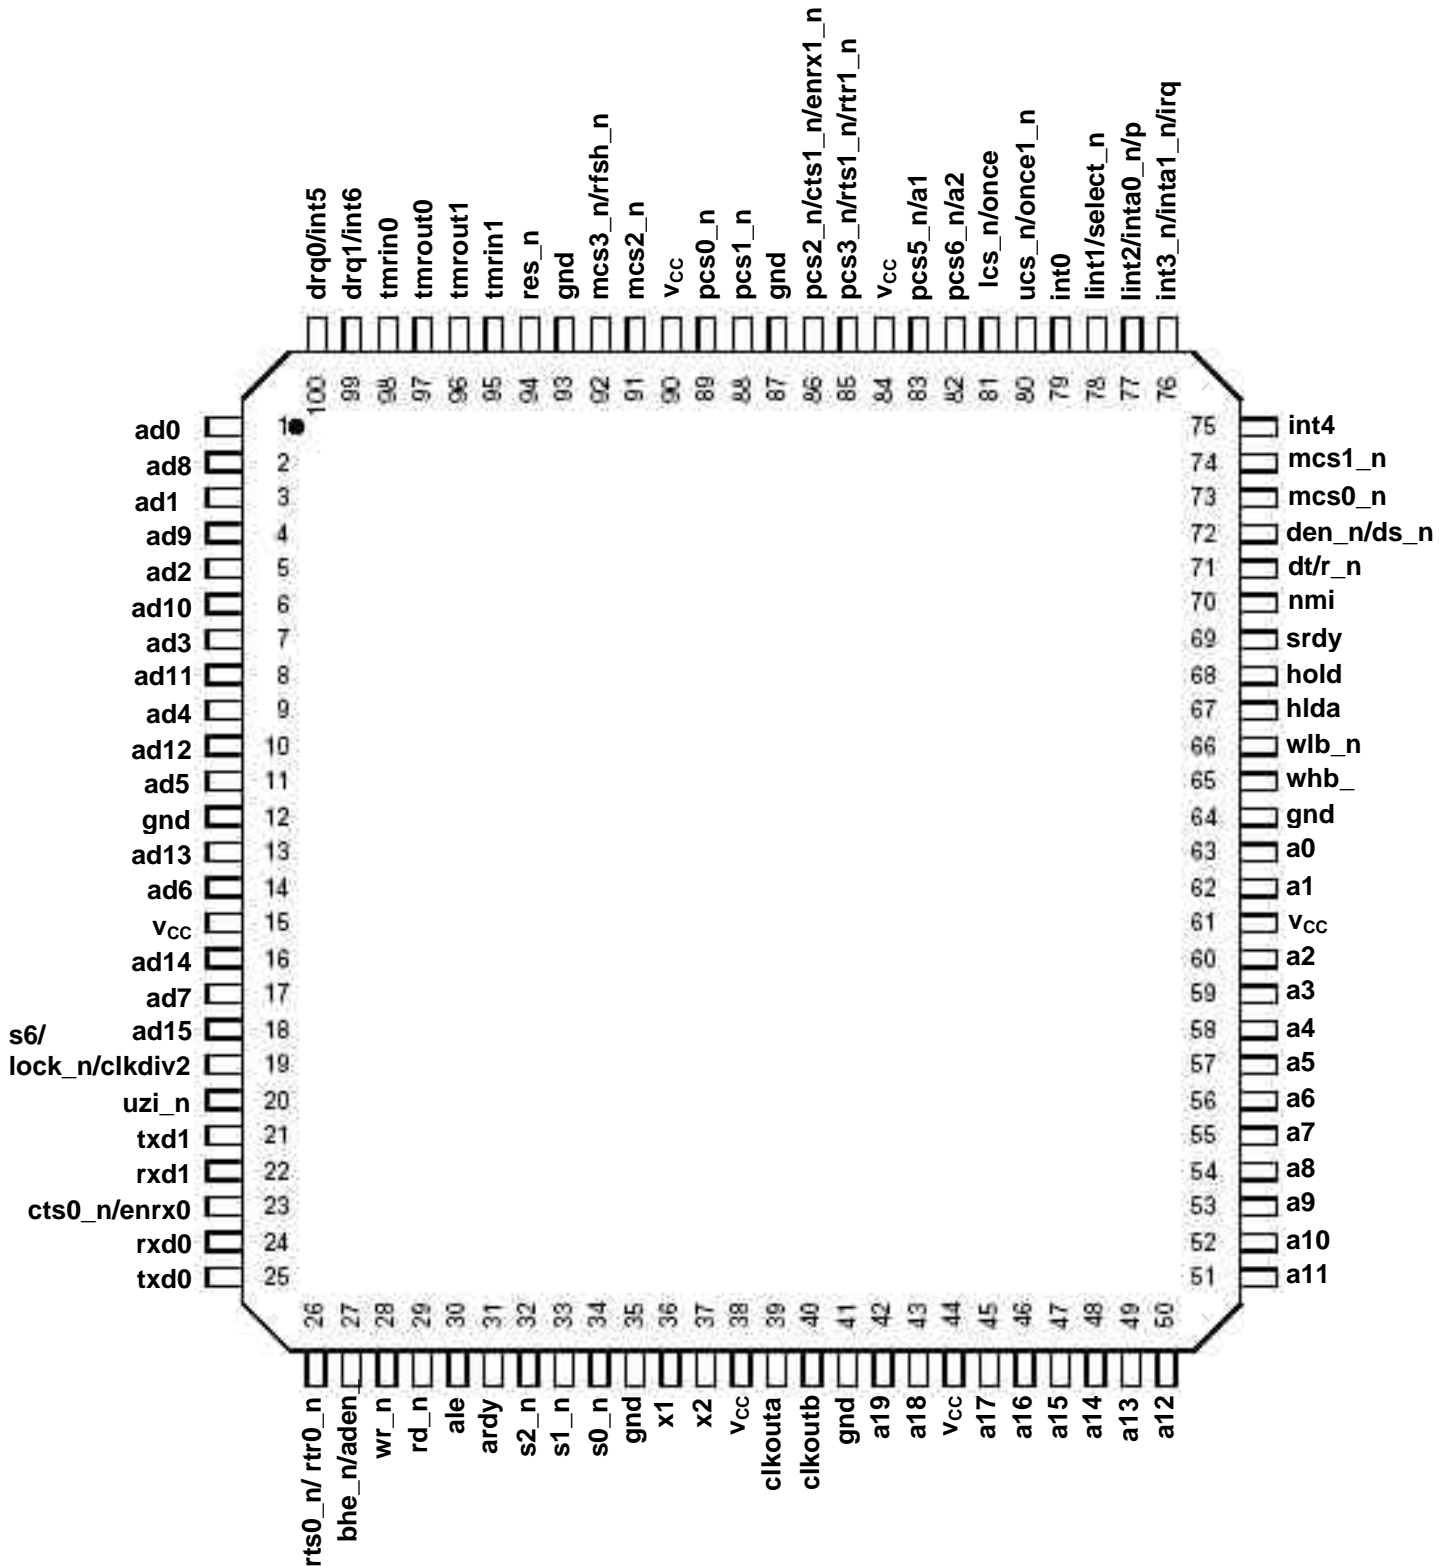 drq0/int5
drq1/int6
tmrin0
tmrout0
tmrout1
tmrin1
res_n
gnd
mcs3_n/rfsh_n
mcs2_n
vCC
pcs0_n
pcs1_n
gnd
pcs2_n/cts1_n/enrx1_n
pcs3_n/rts1_n/rtr1_n
vCC
pcs5_n/a1
pcs6_n/a2
lcs_n/once
ucs_n/once1_n
int0
lint1/select_n
lint2/inta0_n/p
int3_n/inta1_n/irq
100
99
98
97
96
95
94
93
92
91
90
89
88
87
86
85
84
83
82
81
80
79
78
77
76
ad0 1
ad8 2
ad1 3
ad9 4
ad2 5
ad10 6
ad3 7
ad11 8
ad4 9
ad12 10
ad5 11
gnd 12
ad13 13
ad6 14
vCC 15
ad14 16
ad7 17
ad15 18
s6/
lock_n/clkdiv2 19
uzi_n 20
txd1 21
rxd1 22
cts0_n/enrx0 23
rxd0 24
txd0 25
75 int4
74 mcs1_n
73 mcs0_n
72 den_n/ds_n
71 dt/r_n
70 nmi
69 srdy
68 hold
67 hlda
66 wlb_n
65 whb_
64 gnd
63 a0
62 a1
61 vCC
60 a2
59 a3
58 a4
57 a5
56 a6
55 a7
54 a8
53 a9
52 a10
51 a11
26
27
28
29
30
31
32
33
34
35
36
37
38
39
40
41
42
43
44
45
46
47
48
49
50
rts0_n/ rtr0_n
bhe_n/aden_
wr_n
rd_n
ale
ardy
s2_n
s1_n
s0_n
gnd
x1
x2
vCC
clkouta
clkoutb
gnd
a19
a18
vCC
a17
a16
a15
a14
a13
a12